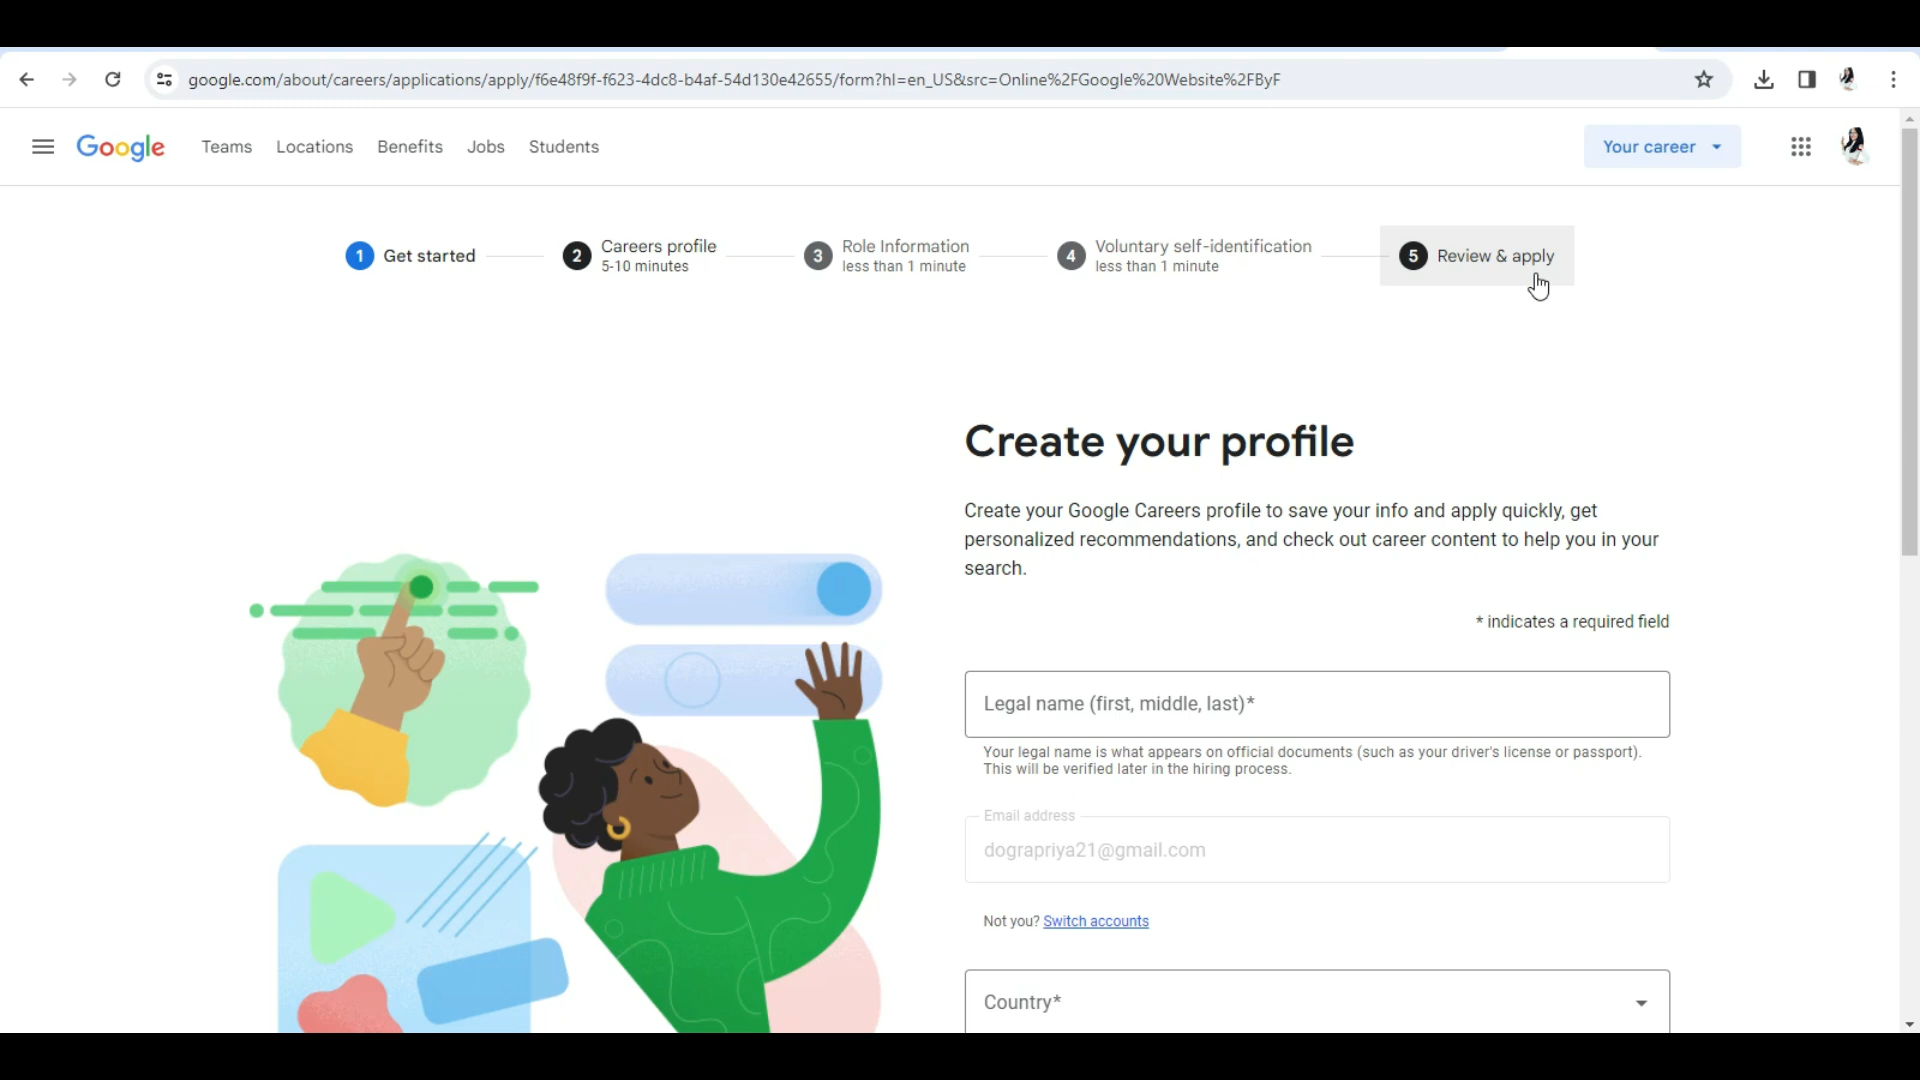 google.com/about/careers/applications/apply/f6e48f9f-f623-4dc8-b4af-54d130e42655/form?hl=en_US&src=Online%2FGoogle%20Website%2FByF
Google Teams Locations Benefits Jobs Students Your career
1 Get started 2 Careers profile 3 Role Information 4 Voluntary self-identification 5 Review & apply
5-10 minutes less than 1 minute less than 1 minute
Create your profile
Create your Google Careers profile to save your info and apply quickly, get
personalized recommendations, and check out career content to help you in your
search.
* indicates a required field
Legal name (first, middle, last)*
Your legal name is what appears on official documents (such as your driver's license or passport).
This will be verified later in the hiring process.
Email address
dograpriya21@gmail.com
Not you? Switch accounts
Country*